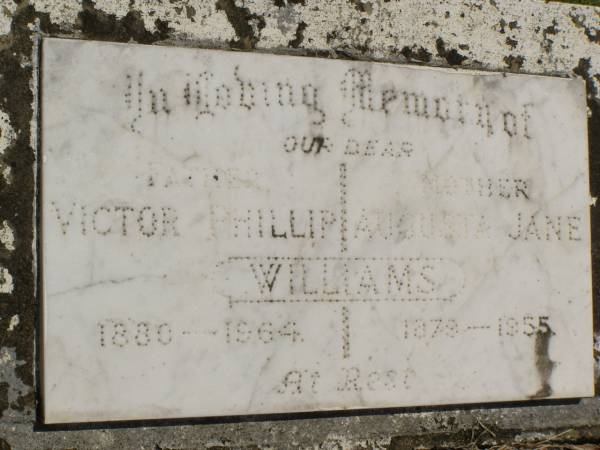 In Loving Memory of
OUR DEAR
FATHER MOTHER
VICTOR PHILLIP AUGUSTA JANE
WILLIAMS
1880 — 1964. 1879 — 1955.
At Rest